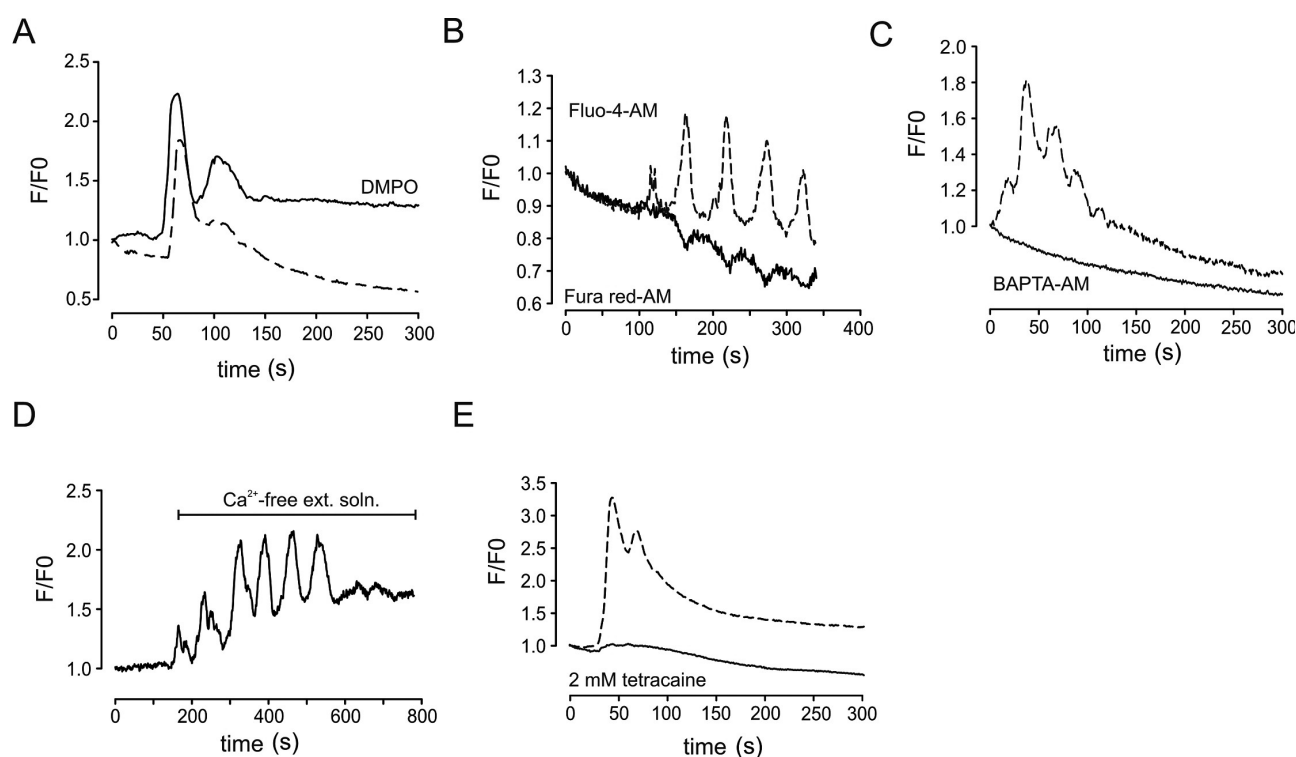 A
2.5
2.0
1.5
1.0
0.5
F/F0
DMPO
0 50 100 150 200 250 300
time (s)
B
1.3
1.2
1.1
1.0
0.9
0.8
0.7
0.6
F/F0
Fluo-4-AM
Fura red-AM
0 100 200 300 400
time (s)
C
2.0
1.8
1.6
1.4
1.2
1.0
F/F0
BAPTA-AM
0 50 100 150 200 250 300
time (s)
D
2.5
2.0
1.5
1.0
F/F0
Ca²⁺-free ext. soln.
0 200 400 600 800
time (s)
E
3.5
3.0
2.5
2.0
1.5
1.0
F/F0
2 mM tetracaine
0 50 100 150 200 250 300
time (s)